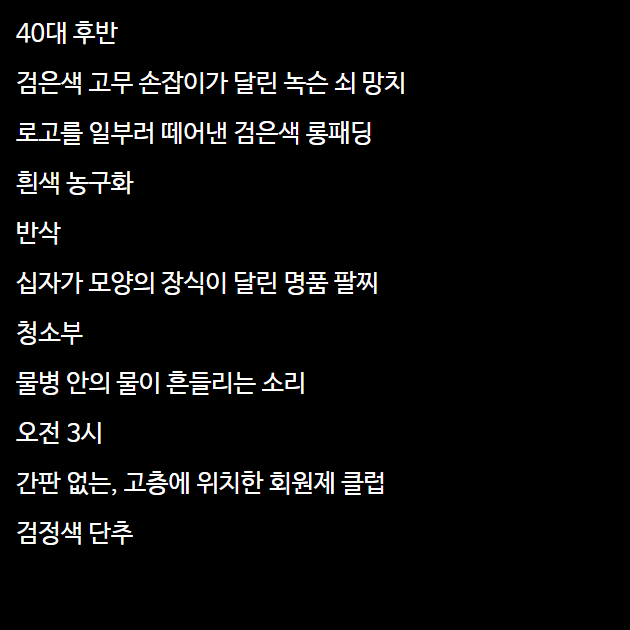 40대 후반
검은색 고무 손잡이가 달린 녹슨 쇠 망치
로고를 일부러 떼어낸 검은색 롱패딩
흰색 농구화
반삭
십자가 모양의 장식이 달린 명품 팔찌
청소부
물병 안의 물이 흔들리는 소리
오전 3시
간판 없는, 고층에 위치한 회원제 클럽
검정색 단추